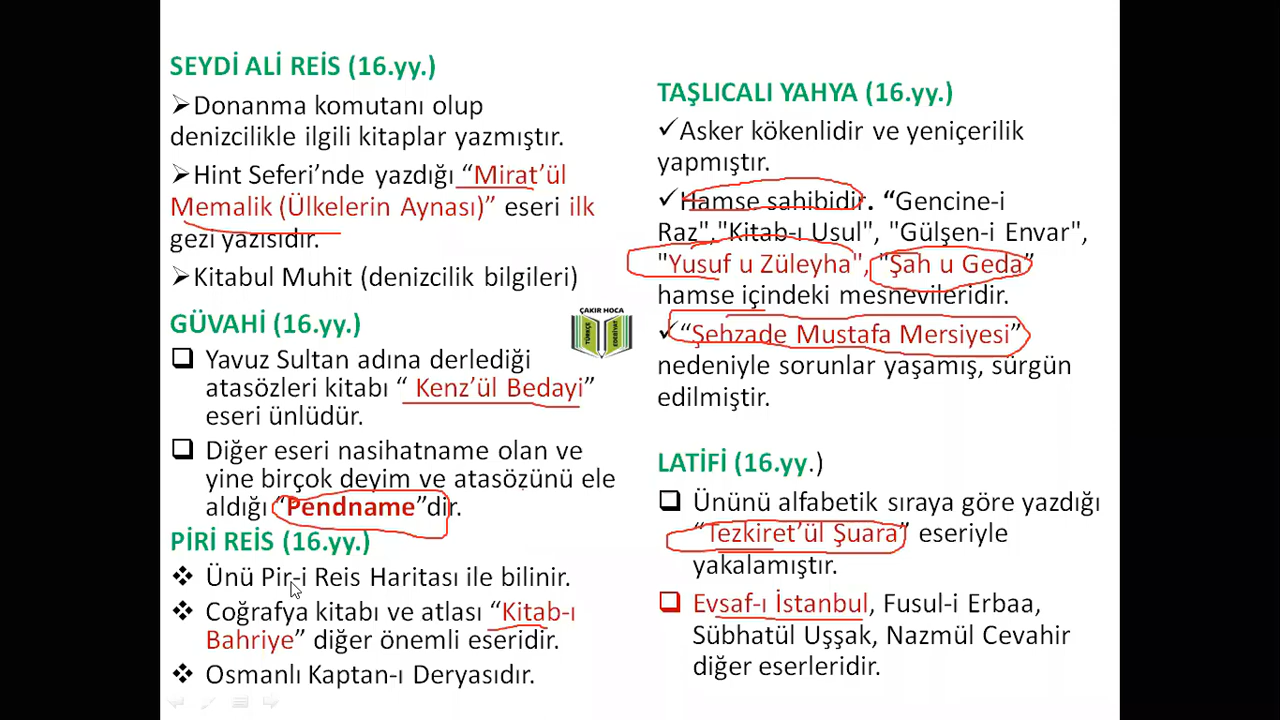 SEYDİ ALİ REİS (16.yy.)
➢Donanma komutanı olup
denizcilikle ilgili kitaplar yazmıştır.
➢Hint Seferi’nde yazdığı “Mirat’ül
Memalik (Ülkelerin Aynası)” eseri ilk
gezi yazısıdır.
➢Kitabul Muhit (denizcilik bilgileri)
GÜVAHİ (16.yy.)
❑ Yavuz Sultan adına derlediği
atasözleri kitabı “ Kenz’ül Bedayi”
eseri ünlüdür.
❑ Diğer eseri nasihatname olan ve
yine birçok deyim ve atasözünü ele
aldığı “Pendname”dir.
PİRİ REİS (16.yy.)
❖ Ünü Pir-i Reis Haritası ile bilinir.
❖ Coğrafya kitabı ve atlası “Kitab-ı
Bahriye” diğer önemli eseridir.
❖ Osmanlı Kaptan-ı Deryasıdır.
ÇAKIR HOCA
TÜRKÇE
EDEBİYAT
TAŞLICALI YAHYA (16.yy.)
✓Asker kökenlidir ve yeniçerilik
yapmıştır.
✓Hamse sahibidir. “Gencine-i
Raz","Kitab-ı Usul", "Gülşen-i Envar",
"Yusuf u Züleyha", "Şah u Geda”
hamse içindeki mesnevileridir.
✓“Şehzade Mustafa Mersiyesi”
nedeniyle sorunlar yaşamış, sürgün
edilmiştir.
LATİFİ (16.yy.)
❑ Ününü alfabetik sıraya göre yazdığı
“Tezkiret’ül Şuara” eseriyle
yakalamıştır.
❑ Evsaf-ı İstanbul, Fusul-i Erbaa,
Sübhatül Uşşak, Nazmül Cevahir
diğer eserleridir.